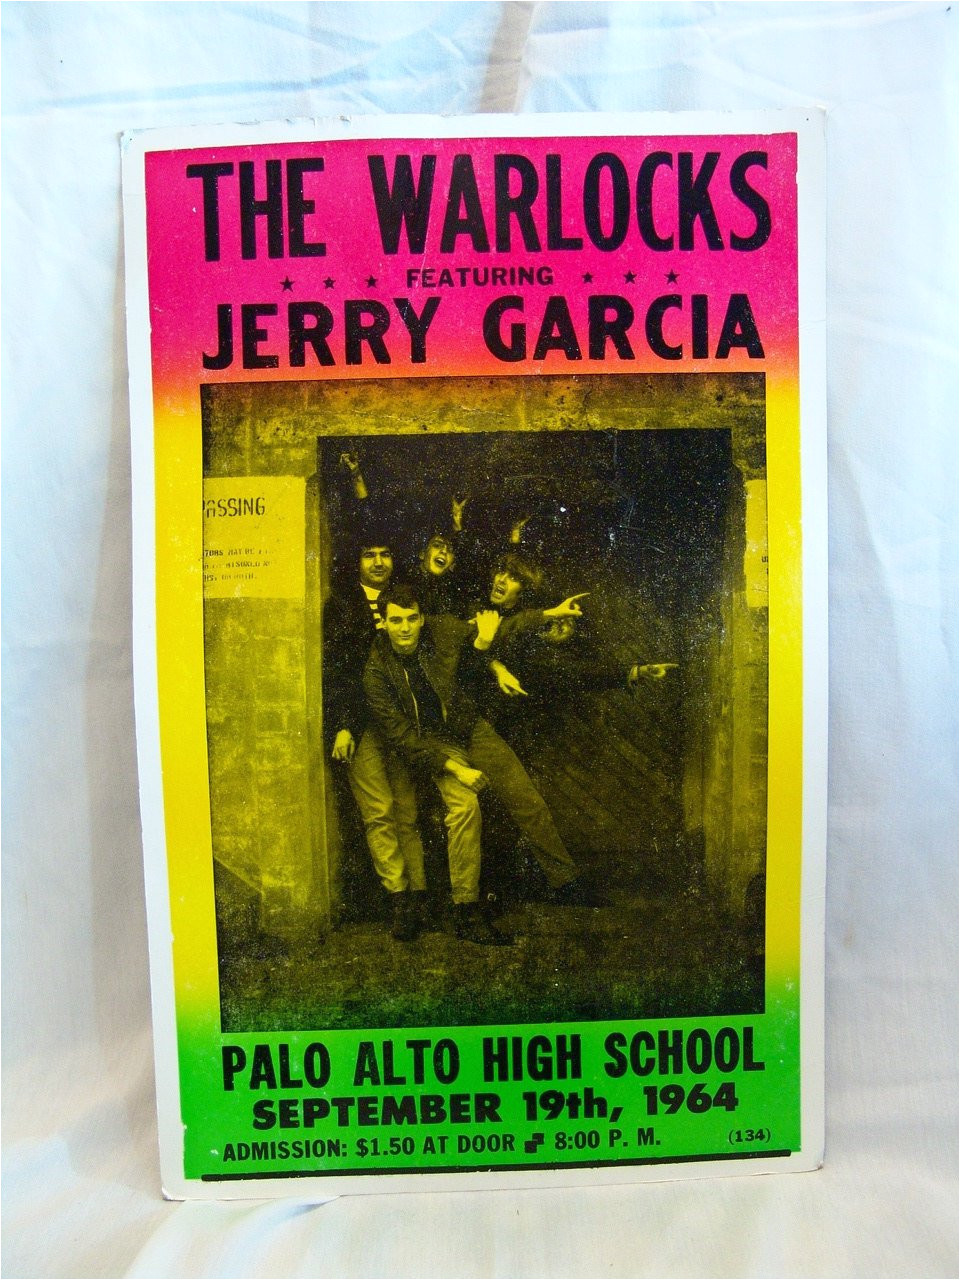 THE WARLOCKS
FEATURING
JERRY GARCIA
PASSING
PALO ALTO HIGH SCHOOL
SEPTEMBER 19th, 1964
ADMISSION: $1.50 AT DOOR 8:00 P. M. (134)